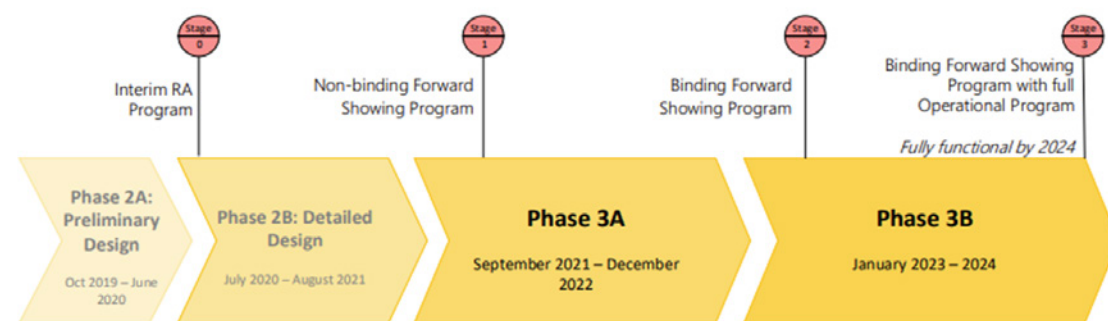 Stage
0
Stage
1
Stage
2
Stage
3
Interim RA
Program
Non-binding Forward
Showing Program
Binding Forward
Showing Program
Binding Forward Showing
Program with full
Operational Program
Fully functional by 2024
Phase 2A:
Preliminary
Design
Oct 2019 – June
2020
Phase 2B: Detailed
Design
July 2020 – August 2021
Phase 3A
September 2021 – December
2022
Phase 3B
January 2023 – 2024